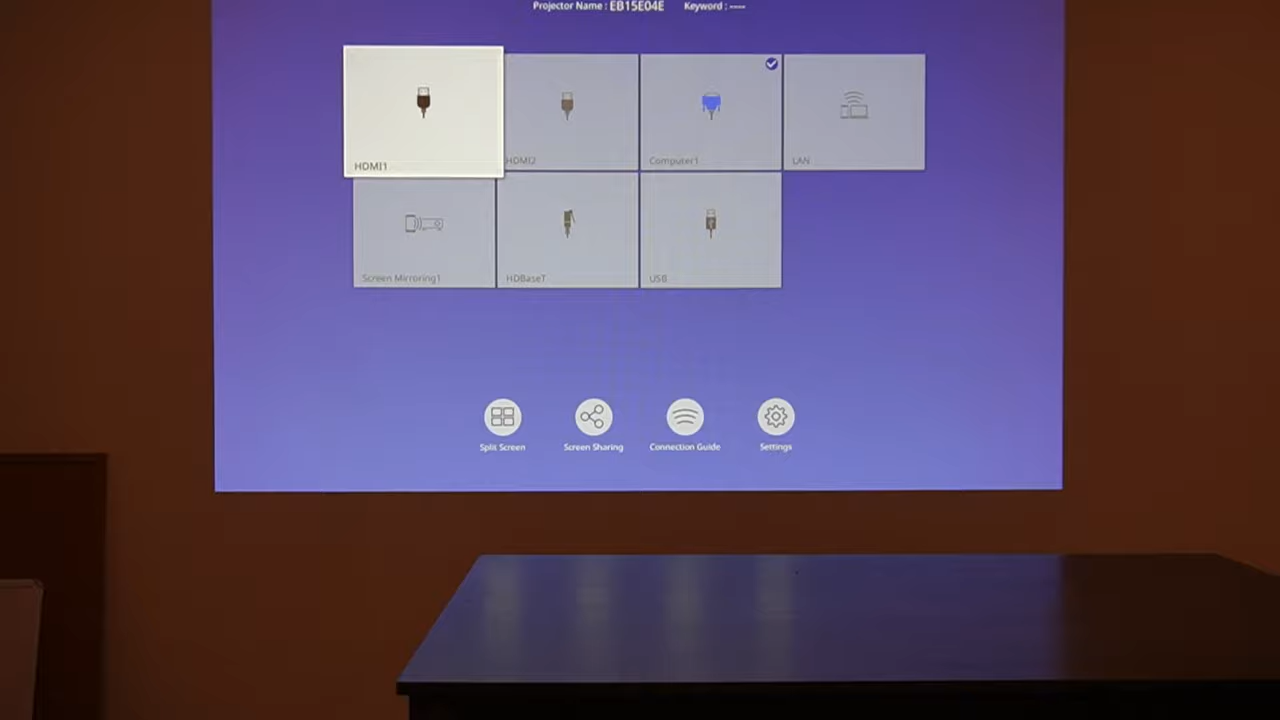 Projector Name : EB15E04E Keyword : ----
HDMI1 HDMI2 Computer1 LAN
Screen Mirroring1 HDBaseT USB
Split Screen Screen Sharing Connection Guide Settings